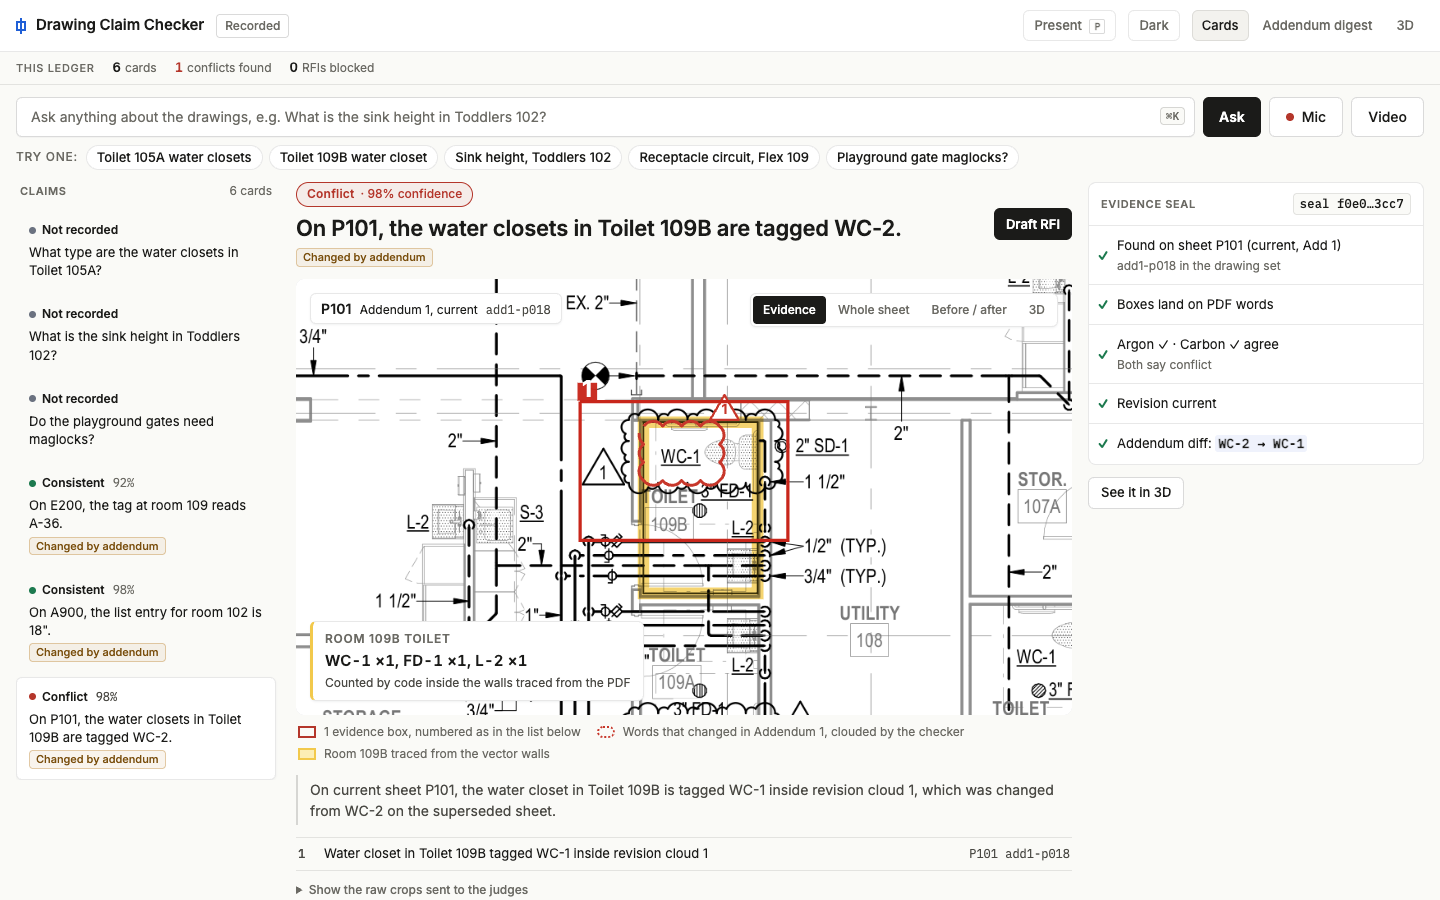 Drawing Claim Checker Recorded Present P Dark Cards Addendum digest 3D
THIS LEDGER 6 cards 1 conflicts found 0 RFIs blocked
Ask anything about the drawings, e.g. What is the sink height in Toddlers 102? ⌘K Ask Mic Video
TRY ONE: Toilet 105A water closets Toilet 109B water closet Sink height, Toddlers 102 Receptacle circuit, Flex 109 Playground gate maglocks?
CLAIMS 6 cards
Not recorded
What type are the water closets in
Toilet 105A?
Not recorded
What is the sink height in Toddlers
102?
Not recorded
Do the playground gates need
maglocks?
Consistent 92%
On E200, the tag at room 109 reads
A-36.
Changed by addendum
Consistent 98%
On A900, the list entry for room 102 is
18".
Changed by addendum
Conflict 98%
On P101, the water closets in Toilet
109B are tagged WC-2.
Changed by addendum
Conflict · 98% confidence
On P101, the water closets in Toilet 109B are tagged WC-2.
Draft RFI
Changed by addendum
P101 Addendum 1, current add1-p018
Evidence Whole sheet Before / after 3D
EX. 2"
3/4"
1
1
2"
2"
WC-1
2" SD-1
1
1 1/2"
TOILET 3" FD-1
STOR.
107A
109B
L-2
S-3
L-2
2"
1/2" (TYP.)
3/4" (TYP.)
2"
1 1/2"
1"
UTILITY
108
ROOM 109B TOILET
WC-1 ×1, FD-1 ×1, L-2 ×1
Counted by code inside the walls traced from the PDF
TOILET
109A
L-2
WC-1
3" F
3/4"
3" FD-1
TOILET
STORAGE
1 evidence box, numbered as in the list below Words that changed in Addendum 1, clouded by the checker
Room 109B traced from the vector walls
On current sheet P101, the water closet in Toilet 109B is tagged WC-1 inside revision cloud 1, which was changed
from WC-2 on the superseded sheet.
1 Water closet in Toilet 109B tagged WC-1 inside revision cloud 1 P101 add1-p018
Show the raw crops sent to the judges
EVIDENCE SEAL seal f0e0…3cc7
Found on sheet P101 (current, Add 1)
add1-p018 in the drawing set
Boxes land on PDF words
Argon ✓ · Carbon ✓ agree
Both say conflict
Revision current
Addendum diff: WC-2 → WC-1
See it in 3D